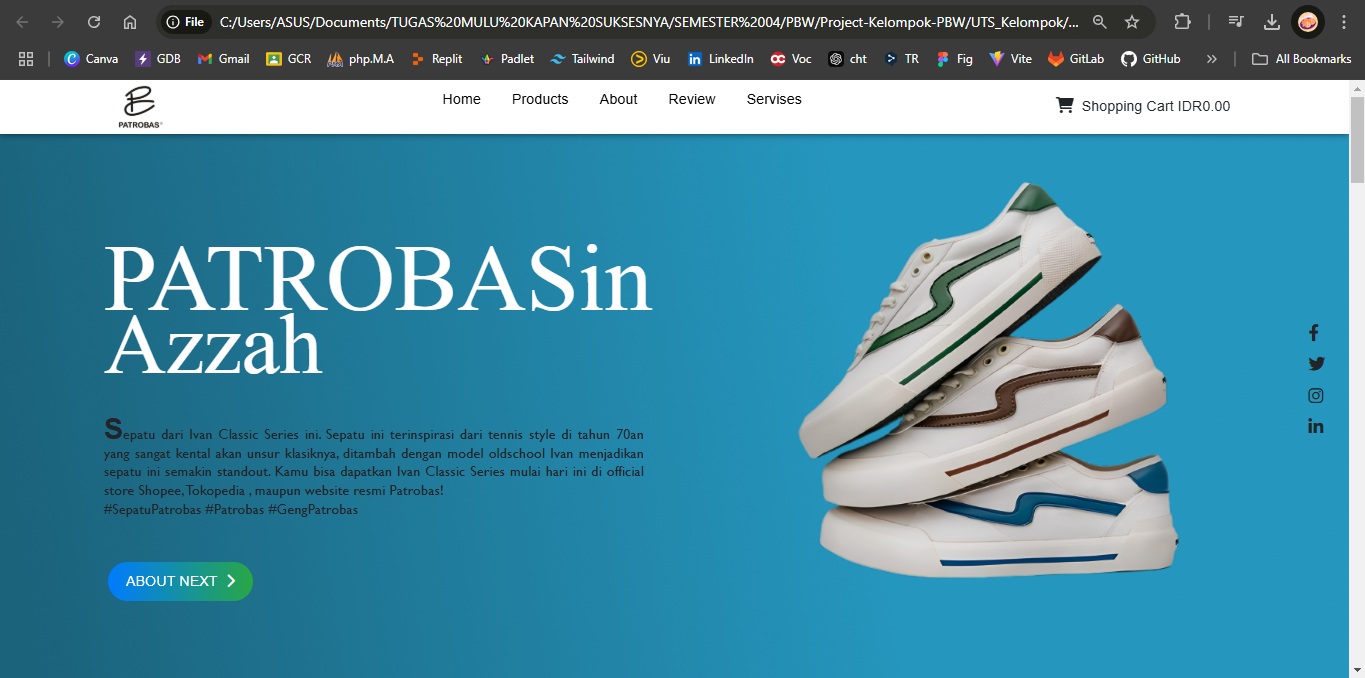 File C:/Users/ASUS/Documents/TUGAS%20MULU%20KAPAN%20SUKSESNYA/SEMESTER%2004/PBW/Project-Kelompok-PBW/UTS_Kelompok/...
Canva GDB Gmail GCR php.M.A Replit Padlet Tailwind Viu LinkedIn Voc cht TR Fig Vite GitLab GitHub » All Bookmarks
PATROBAS®
Home Products About Review Servises
Shopping Cart IDR0.00
PATROBASin
Azzah
Sepatu dari Ivan Classic Series ini. Sepatu ini terinspirasi dari tennis style di tahun 70an
yang sangat kental akan unsur klasiknya, ditambah dengan model oldschool Ivan menjadikan
sepatu ini semakin standout. Kamu bisa dapatkan Ivan Classic Series mulai hari ini di official
store Shopee, Tokopedia , maupun website resmi Patrobas!
#SepatuPatrobas #Patrobas #GengPatrobas
ABOUT NEXT